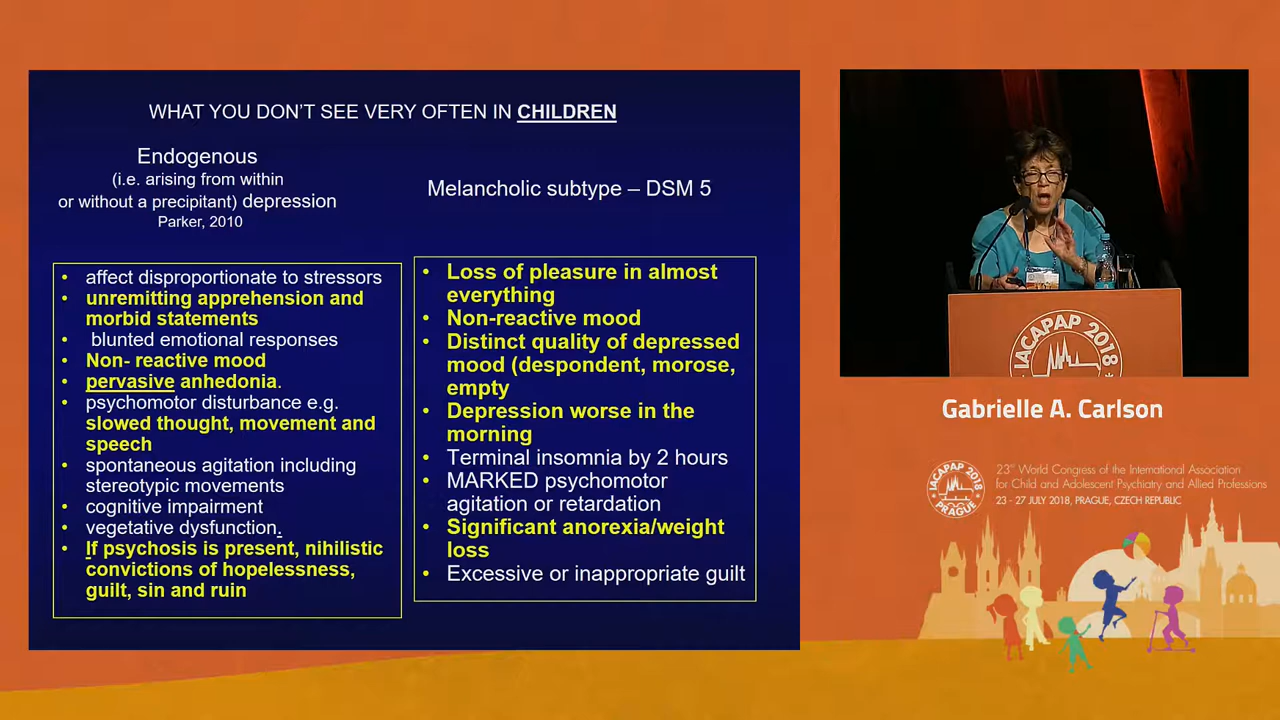 WHAT YOU DON'T SEE VERY OFTEN IN CHILDREN
Endogenous
(i.e. arising from within
or without a precipitant) depression
Parker, 2010
• affect disproportionate to stressors
• unremitting apprehension and
morbid statements
• blunted emotional responses
• Non- reactive mood
• pervasive anhedonia.
• psychomotor disturbance e.g.
slowed thought, movement and
speech
• spontaneous agitation including
stereotypic movements
• cognitive impairment
• vegetative dysfunction.
• If psychosis is present, nihilistic
convictions of hopelessness,
guilt, sin and ruin
Melancholic subtype – DSM 5
• Loss of pleasure in almost
everything
• Non-reactive mood
• Distinct quality of depressed
mood (despondent, morose,
empty
• Depression worse in the
morning
• Terminal insomnia by 2 hours
• MARKED psychomotor
agitation or retardation
• Significant anorexia/weight
loss
• Excessive or inappropriate guilt
IACAPAP 2018
Gabrielle A. Carlson
IACAPAP 2018
PRAGUE
23rd World Congress of the International Association
for Child and Adolescent Psychiatry and Allied Professions
23 - 27 JULY 2018, PRAGUE, CZECH REPUBLIC